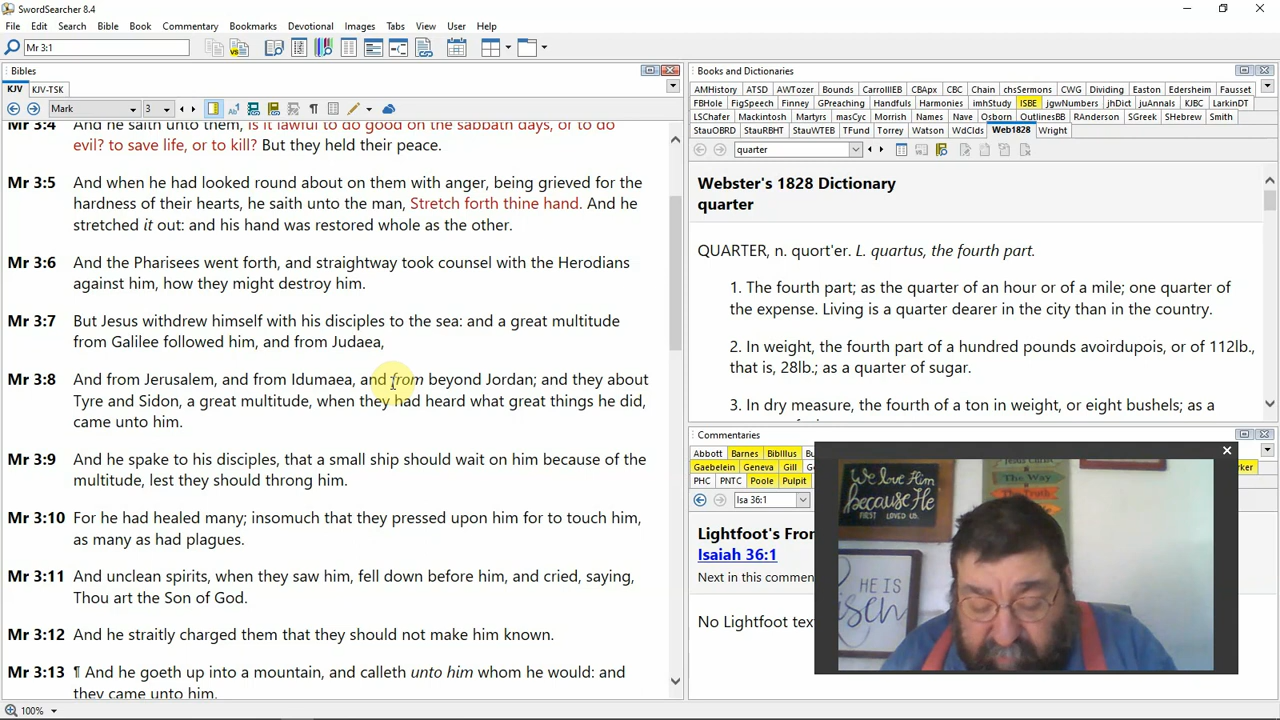 SwordSearcher 8.4
File Edit Search Bible Book Commentary Bookmarks Devotional Images Tabs View User Help
Mr 3:1
Bibles
KJV KJV-TSK
Mark 3
Mr 3:4 And he saith unto them, Is it lawful to do good on the sabbath days, or to do
evil? to save life, or to kill? But they held their peace.
Mr 3:5 And when he had looked round about on them with anger, being grieved for the
hardness of their hearts, he saith unto the man, Stretch forth thine hand. And he
stretched it out: and his hand was restored whole as the other.
Mr 3:6 And the Pharisees went forth, and straightway took counsel with the Herodians
against him, how they might destroy him.
Mr 3:7 But Jesus withdrew himself with his disciples to the sea: and a great multitude
from Galilee followed him, and from Judaea,
Mr 3:8 And from Jerusalem, and from Idumaea, and from beyond Jordan; and they about
Tyre and Sidon, a great multitude, when they had heard what great things he did,
came unto him.
Mr 3:9 And he spake to his disciples, that a small ship should wait on him because of the
multitude, lest they should throng him.
Mr 3:10 For he had healed many; insomuch that they pressed upon him for to touch him,
as many as had plagues.
Mr 3:11 And unclean spirits, when they saw him, fell down before him, and cried, saying,
Thou art the Son of God.
Mr 3:12 And he straitly charged them that they should not make him known.
Mr 3:13 ¶ And he goeth up into a mountain, and calleth unto him whom he would: and
they came unto him.
100%
Books and Dictionaries
AMHistory ATSD AWTozer Bounds CarrollIEB CBApx CBC Chain chsSermons CWG Dividing Easton Edersheim Fausset
FBHole FigSpeech Finney GPreaching Handfuls Harmonies imhStudy ISBE jgwNumbers jhDict juAnnals KJBC LarkinDT
LSChafer Mackintosh Martyrs masCyc Morrish Names Nave Osborn OutlinesBB RAnderson SGreek SHebrew Smith
StauOBRD StauRBHT StauWTEB TFund Torrey Watson WdClds Web1828 Wright
quarter
Webster's 1828 Dictionary
quarter
QUARTER, n. quort'er. L. quartus, the fourth part.
1. The fourth part; as the quarter of an hour or of a mile; one quarter of
the expense. Living is a quarter dearer in the city than in the country.
2. In weight, the fourth part of a hundred pounds avoirdupois, or of 112lb.,
that is, 28lb.; as a quarter of sugar.
3. In dry measure, the fourth of a ton in weight, or eight bushels; as a
Commentaries
Abbott Barnes BibIllus Bu
Gaebelein Geneva Gill
PHC PNTC Poole Pulpit
Isa 36:1
Lightfoot's Fro
Isaiah 36:1
Next in this commen
No Lightfoot tex
We love Him
because He
FIRST LOVED US.
HE IS
Risen
The Way
The Truth